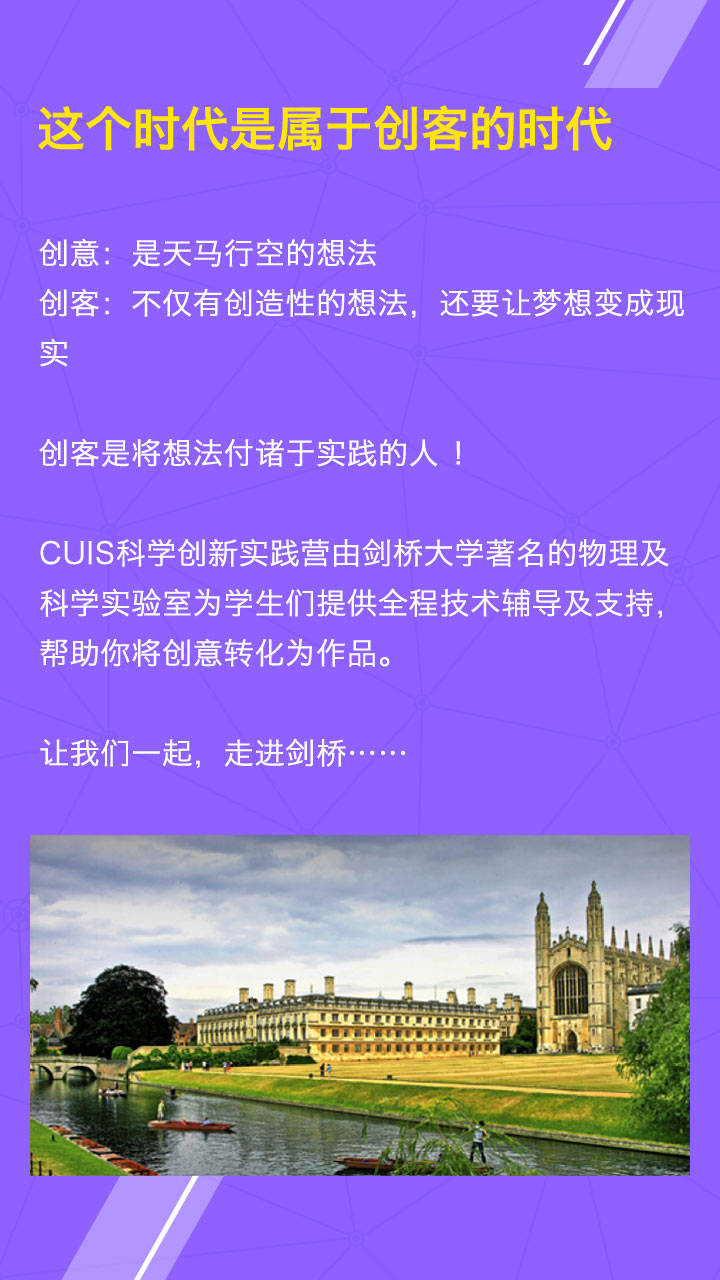 这个时代是属于创客的时代
创意：是天马行空的想法
创客：不仅有创造性的想法，还要让梦想变成现
实
创客是将想法付诸于实践的人 ！
CUIS科学创新实践营由剑桥大学著名的物理及
科学实验室为学生们提供全程技术辅导及支持，
帮助你将创意转化为作品。
让我们一起，走进剑桥……